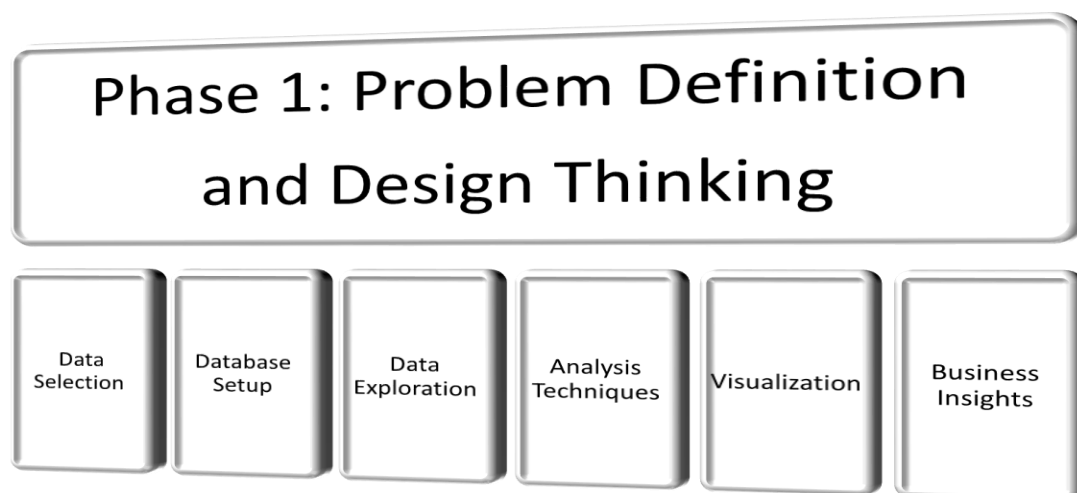 Phase 1: Problem Definition
and Design Thinking
Data
Selection
Database
Setup
Data
Exploration
Analysis
Techniques
Visualization
Business
Insights